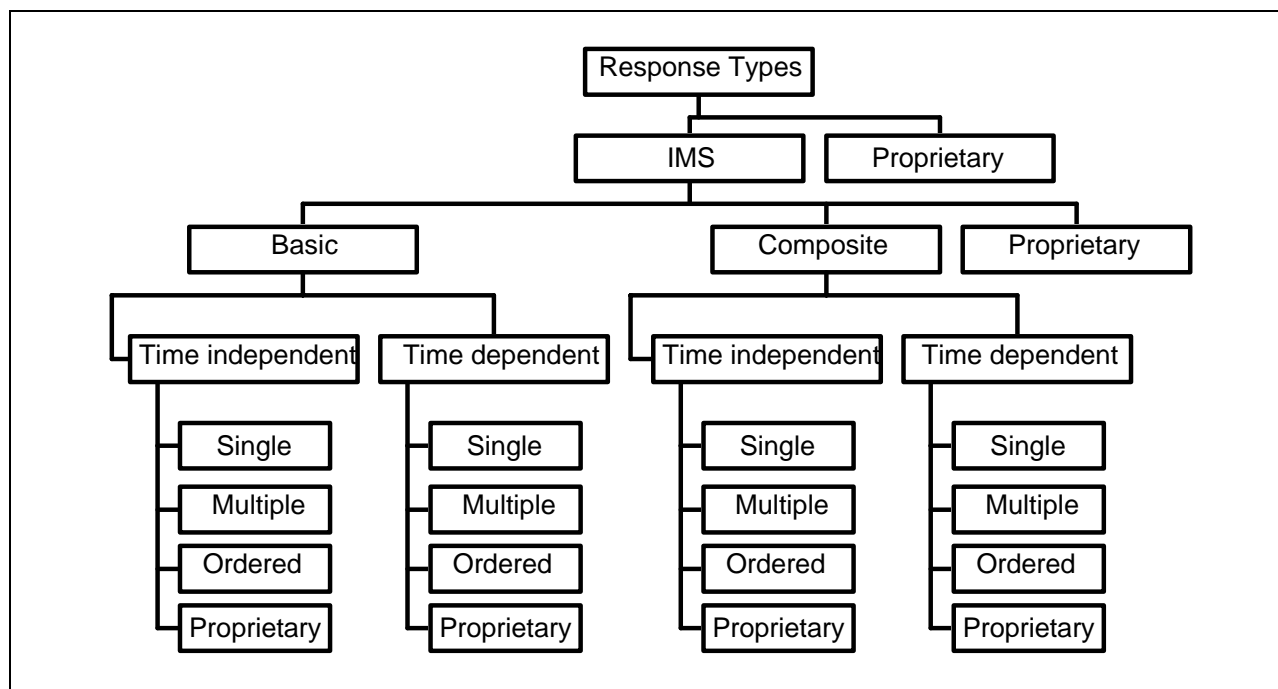 Response Types
IMS
Proprietary
Basic
Composite
Proprietary
Time independent
Time dependent
Time independent
Time dependent
Single
Single
Single
Single
Multiple
Multiple
Multiple
Multiple
Ordered
Ordered
Ordered
Ordered
Proprietary
Proprietary
Proprietary
Proprietary